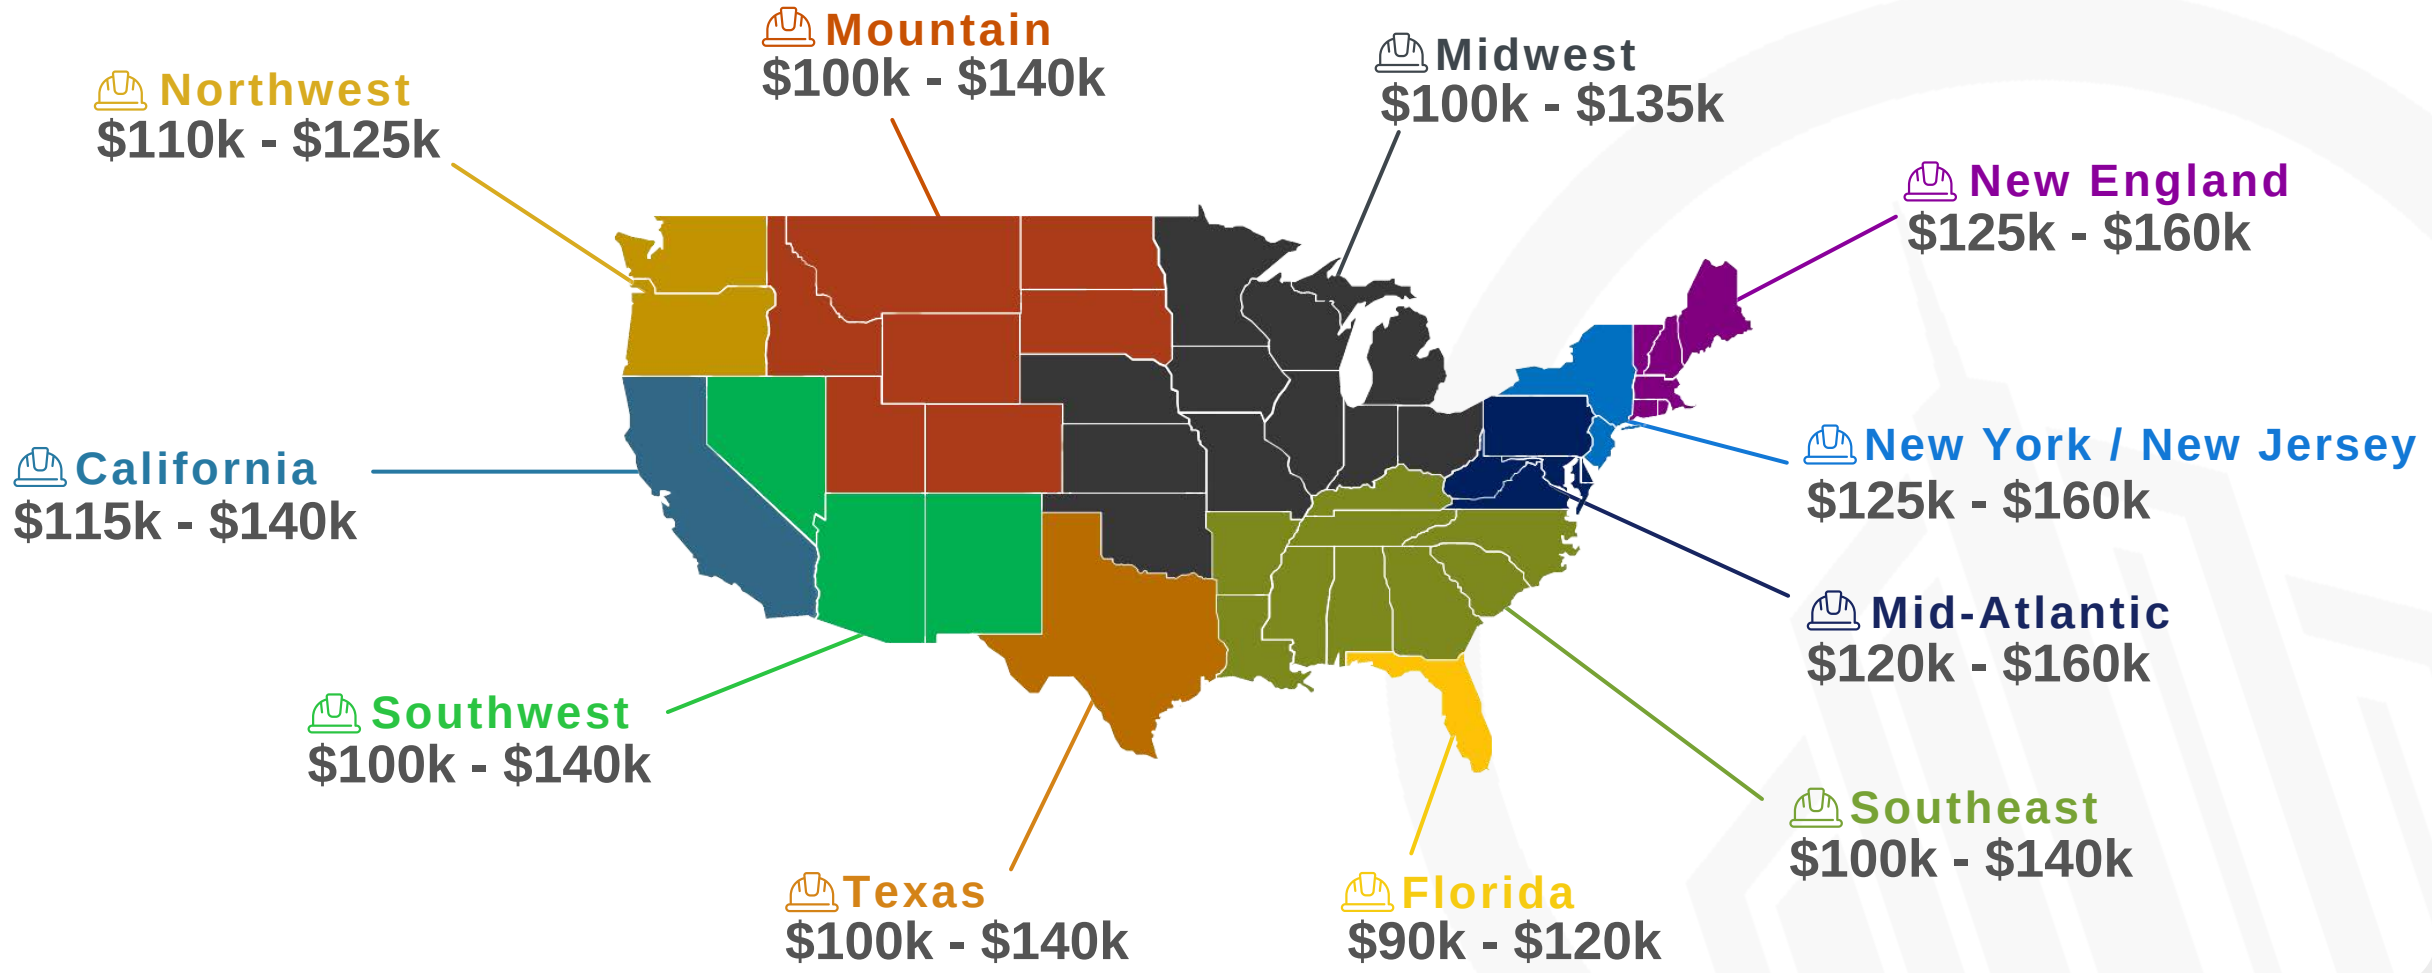 Mountain
$100k - $140k
Midwest
$100k - $135k
Northwest
$110k - $125k
New England
$125k - $160k
California
$115k - $140k
New York / New Jersey
$125k - $160k
Mid-Atlantic
$120k - $160k
Southwest
$100k - $140k
Southeast
$100k - $140k
Texas
$100k - $140k
Florida
$90k - $120k